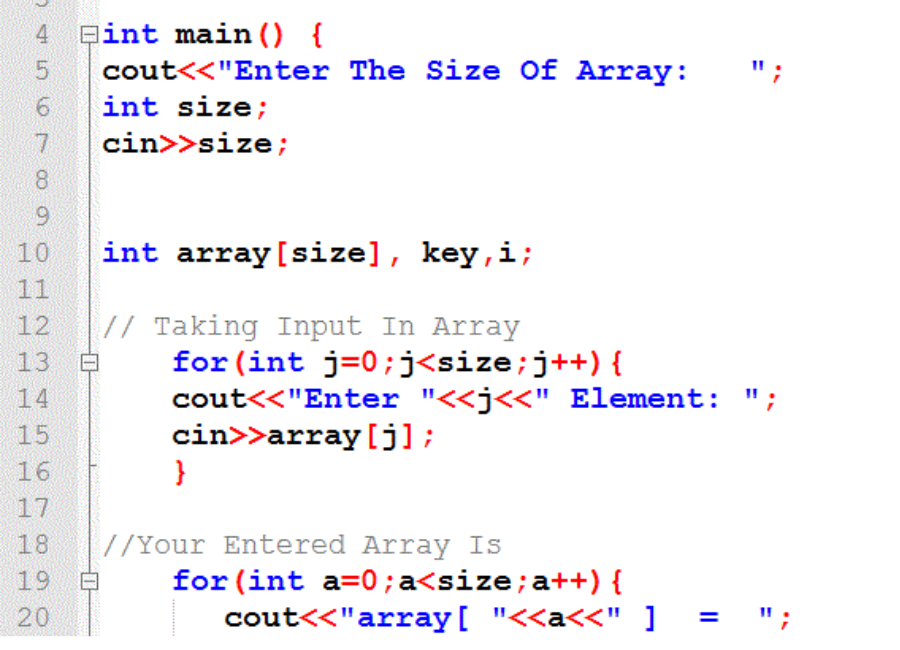 4 int main() {
5 cout<<"Enter The Size Of Array:   ";
6 int size;
7 cin>>size;
8
9
10 int array[size], key,i;
11
12 // Taking Input In Array
13 for(int j=0;j<size;j++){
14 cout<<"Enter "<<j<<" Element: ";
15 cin>>array[j];
16 }
17
18 //Your Entered Array Is
19 for(int a=0;a<size;a++){
20 cout<<"array[ "<<a<<" ]  =  ";